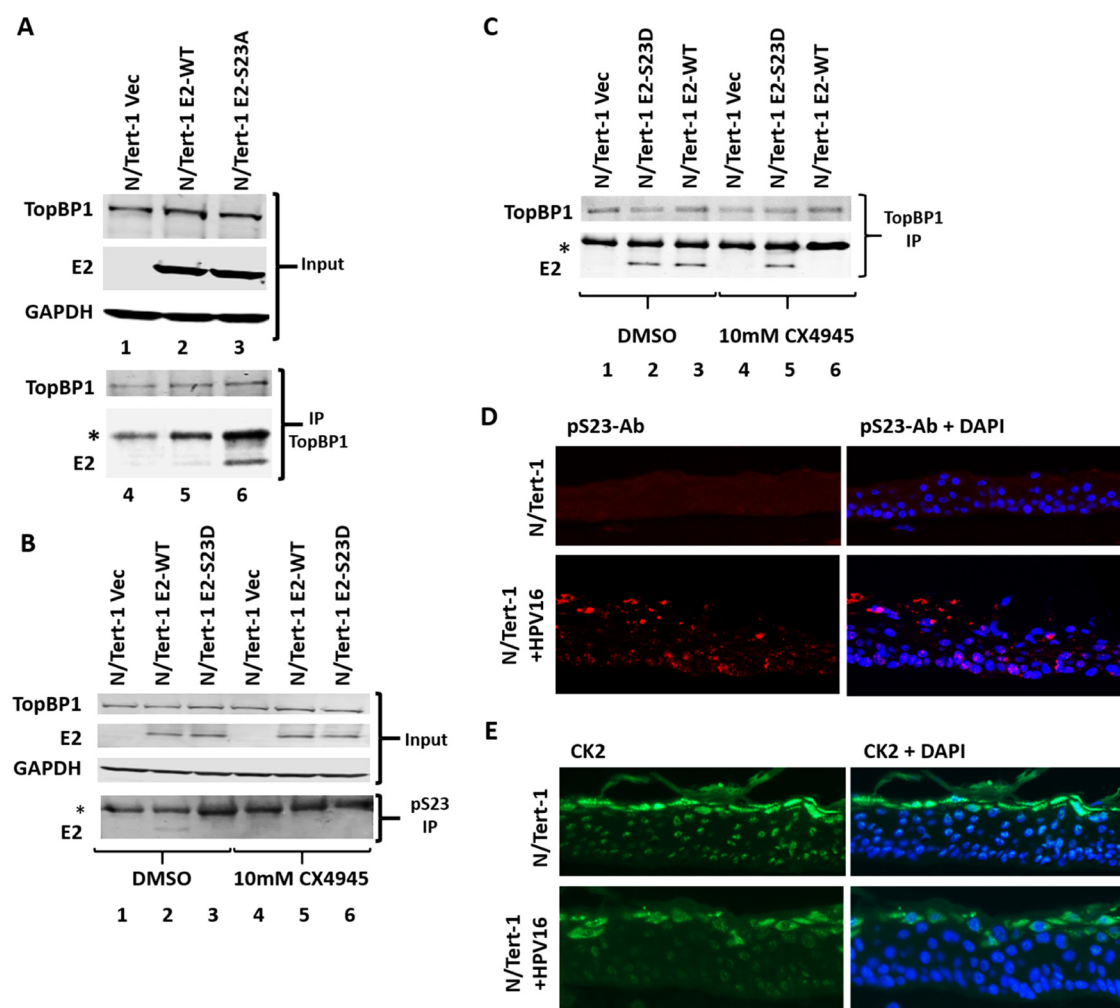 A
N/Tert-1 Vec
N/Tert-1 E2-WT
N/Tert-1 E2-S23A
TopBP1
E2
GAPDH
Input
1 2 3
TopBP1
*
E2
IP
TopBP1
4 5 6
B
N/Tert-1 Vec
N/Tert-1 E2-WT
N/Tert-1 E2-S23D
N/Tert-1 Vec
N/Tert-1 E2-WT
N/Tert-1 E2-S23D
TopBP1
E2
GAPDH
Input
*
E2
pS23
IP
DMSO 10mM CX4945
1 2 3 4 5 6
C
N/Tert-1 Vec
N/Tert-1 E2-S23D
N/Tert-1 E2-WT
N/Tert-1 Vec
N/Tert-1 E2-S23D
N/Tert-1 E2-WT
TopBP1
*
E2
TopBP1
IP
DMSO 10mM CX4945
1 2 3 4 5 6
D
pS23-Ab pS23-Ab + DAPI
N/Tert-1
N/Tert-1
+HPV16
E
CK2 CK2 + DAPI
N/Tert-1
N/Tert-1
+HPV16